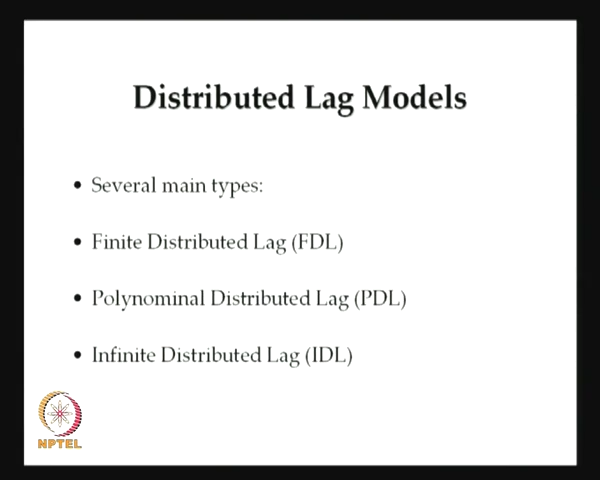 Distributed Lag Models
• Several main types:
• Finite Distributed Lag (FDL)
• Polynominal Distributed Lag (PDL)
• Infinite Distributed Lag (IDL)
NPTEL